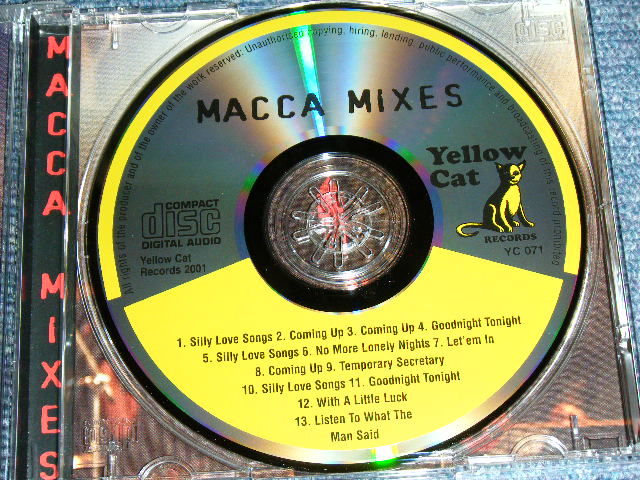 MACCA MIXES
All rights of the producer and of the owner of the work reserved. Unauthorised copying, hiring, lending, public performance and broadcasting of this record prohibited
MACCA MIXES
Yellow
Cat
RECORDS
YC 071
COMPACT
disc
DIGITAL AUDIO
Yellow Cat
Records 2001
1. Silly Love Songs 2. Coming Up 3. Coming Up 4. Goodnight Tonight
5. Silly Love Songs 6. No More Lonely Nights 7. Let'em In
8. Coming Up 9. Temporary Secretary
10. Silly Love Songs 11. Goodnight Tonight
12. With A Little Luck
13. Listen To What The
Man Said
disc